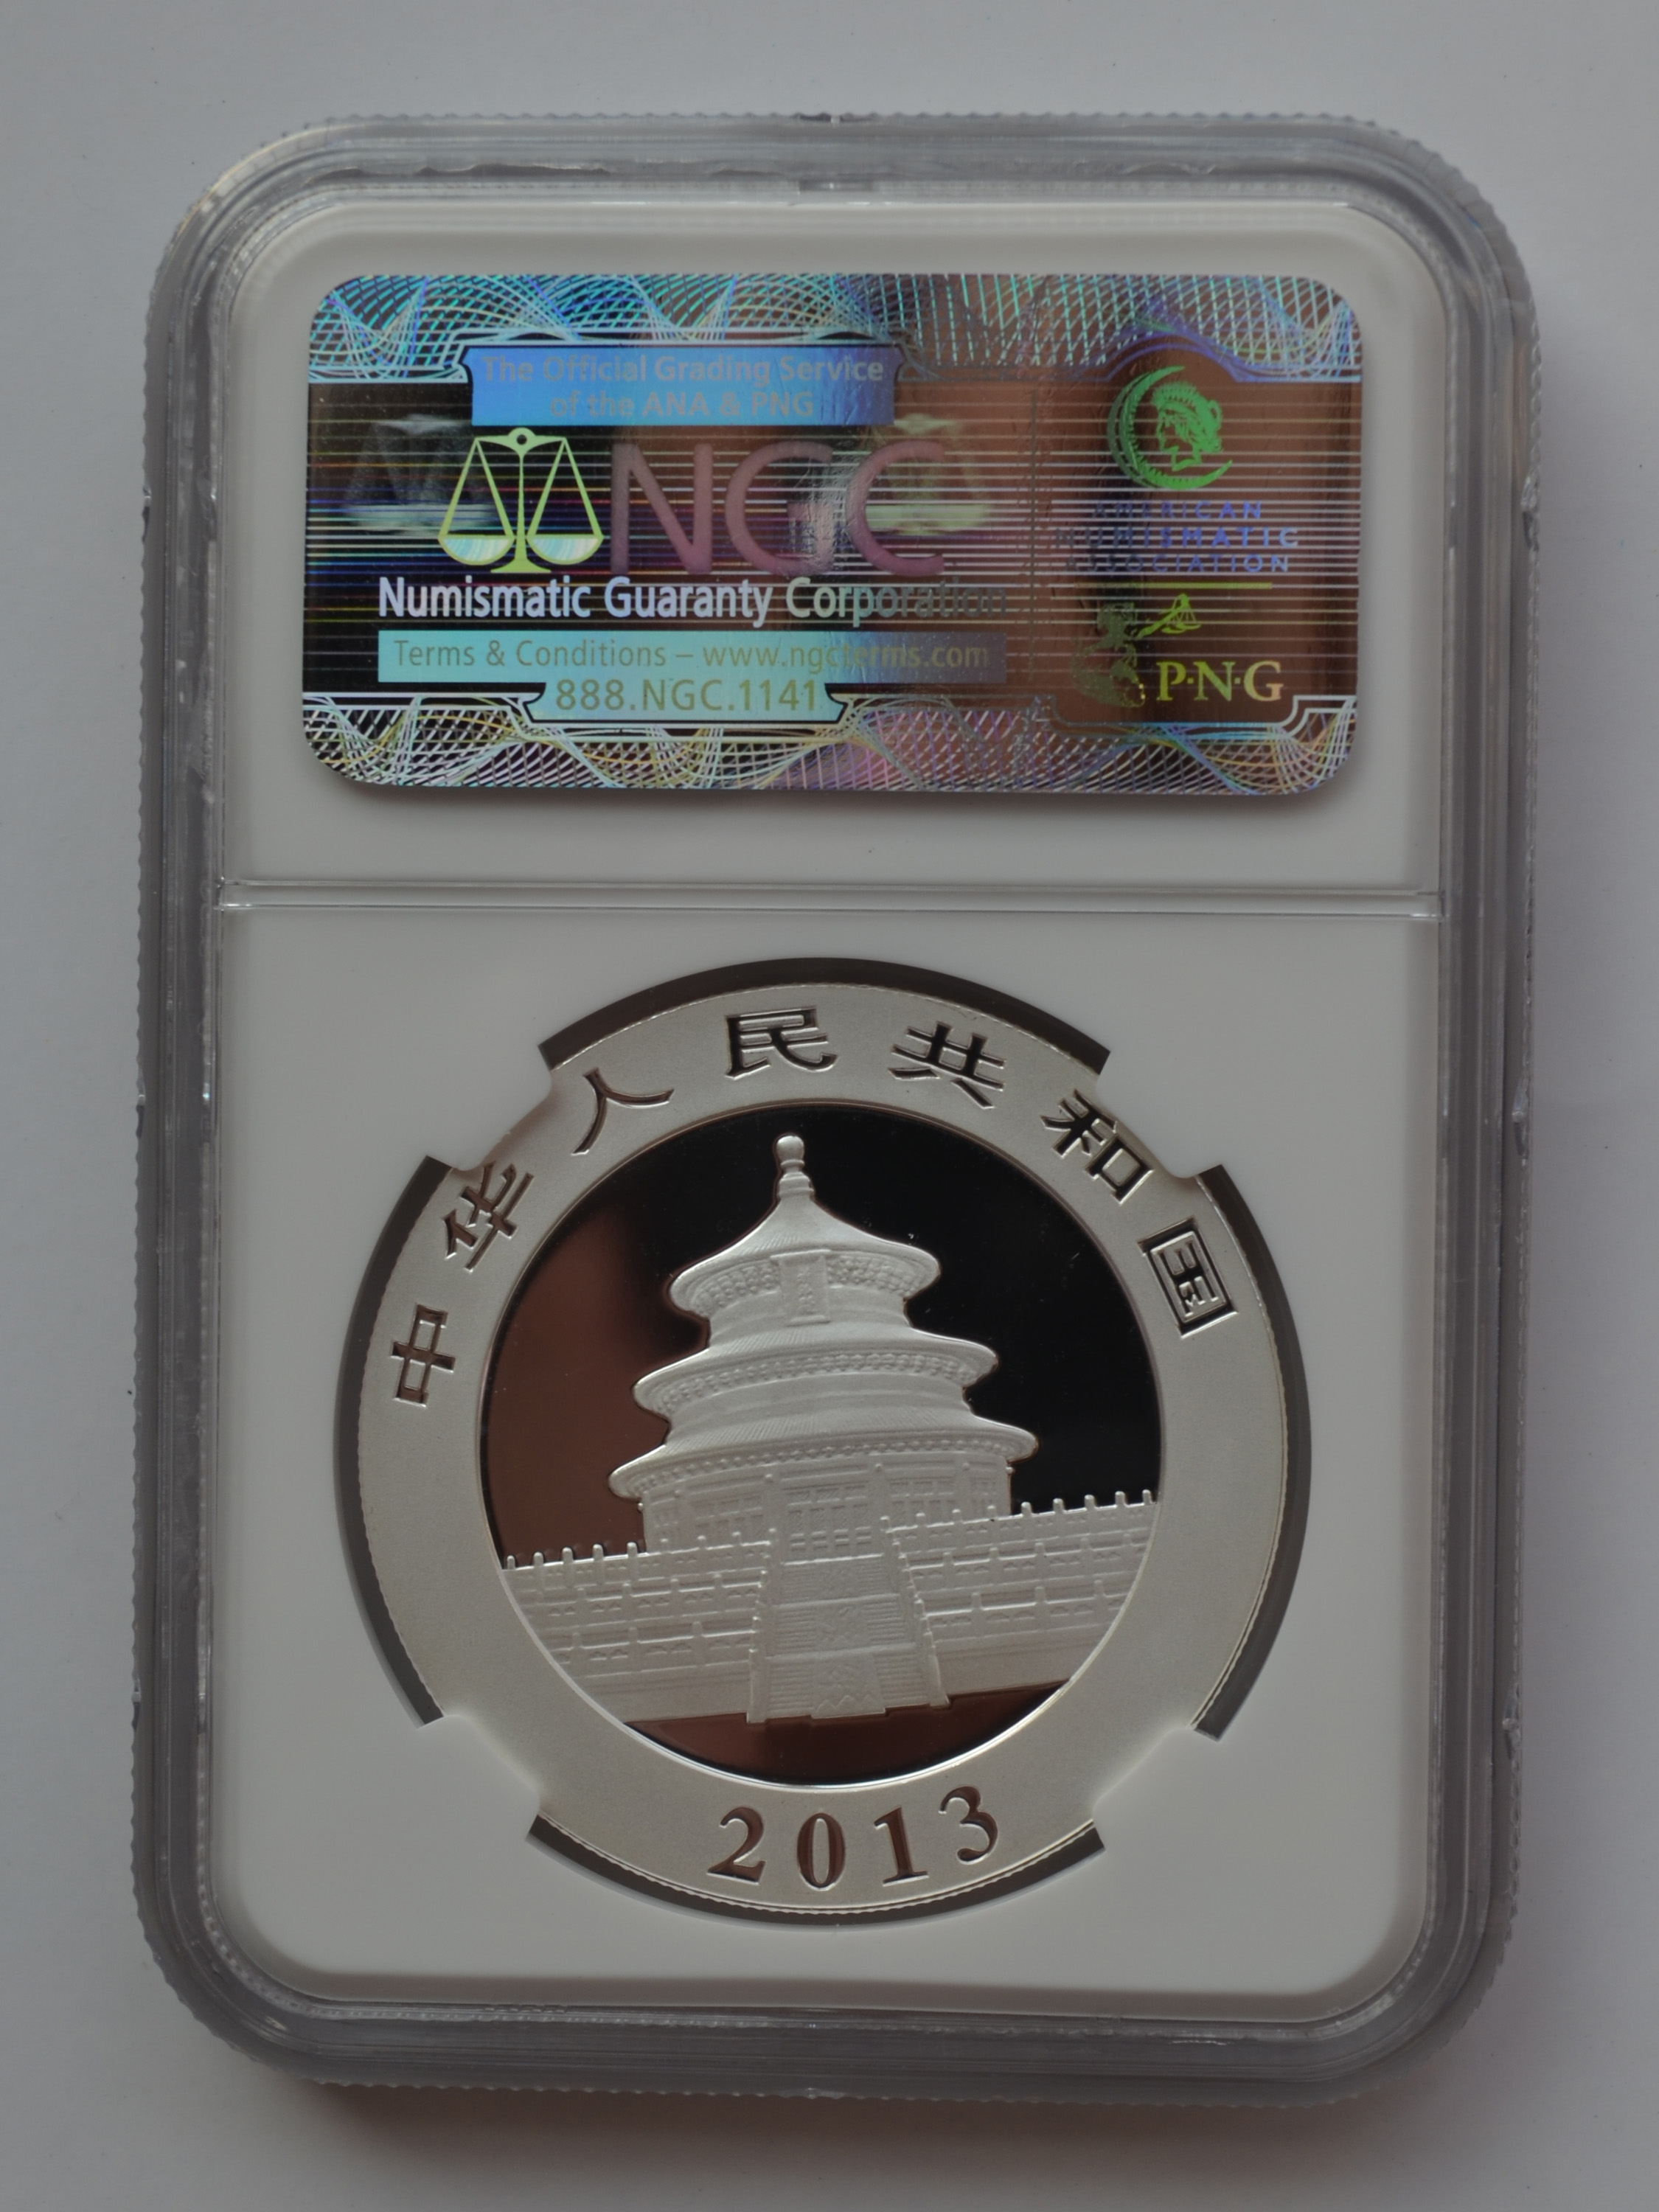 The Official Grading Service
of the ANA & PNG
NGC
Numismatic Guaranty Corporation
Terms & Conditions – www.ngcterms.com
888.NGC.1141
AMERICAN
NUMISMATIC
ASSOCIATION
P·N·G
中华人民共和国
2013